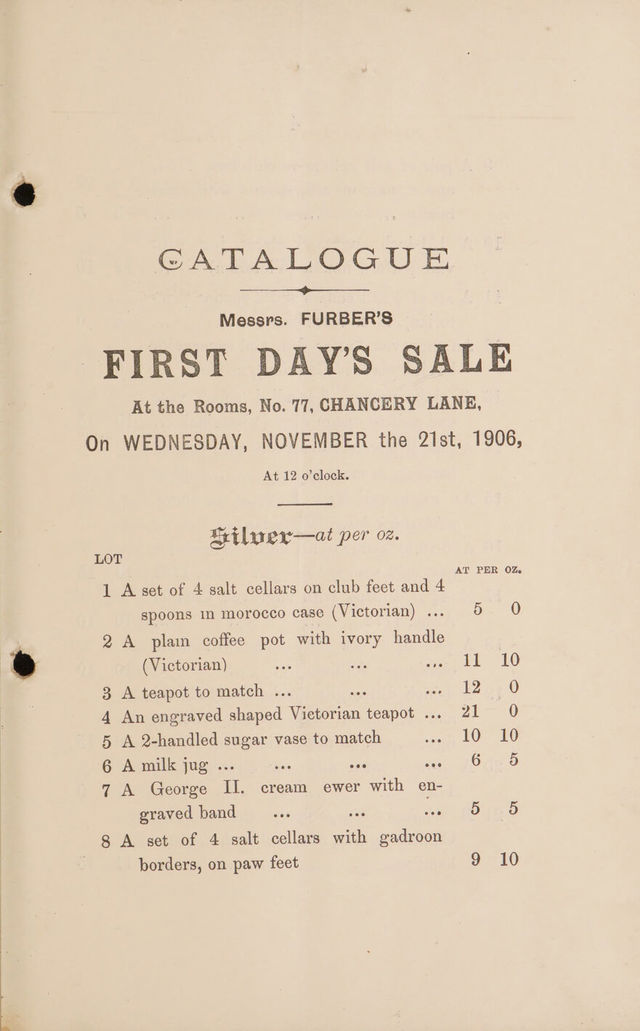 CATALOGUE
Messrs. FURBER'S
FIRST DAY'S SALE
At the Rooms, No. 77, CHANCERY LANE,
On WEDNESDAY, NOVEMBER the 21st, 1906,
At 12 o'clock.
Silver—at per oz.
LOT
AT PER OZ.
1 A set of 4 salt cellars on club feet and 4
spoons in morocco case (Victorian) ... 5 0
2 A plain coffee pot with ivory handle
(Victorian) ... ... ... 11 10
3 A teapot to match ... ... ... 12 0
4 An engraved shaped Victorian teapot ... 21 0
5 A 2-handled sugar vase to match ... 10 10
6 A milk jug ... ... ... ... 6 5
7 A George II. cream ewer with en-
graved band ... ... ... 5 5
8 A set of 4 salt cellars with gadroon
borders, on paw feet 9 10